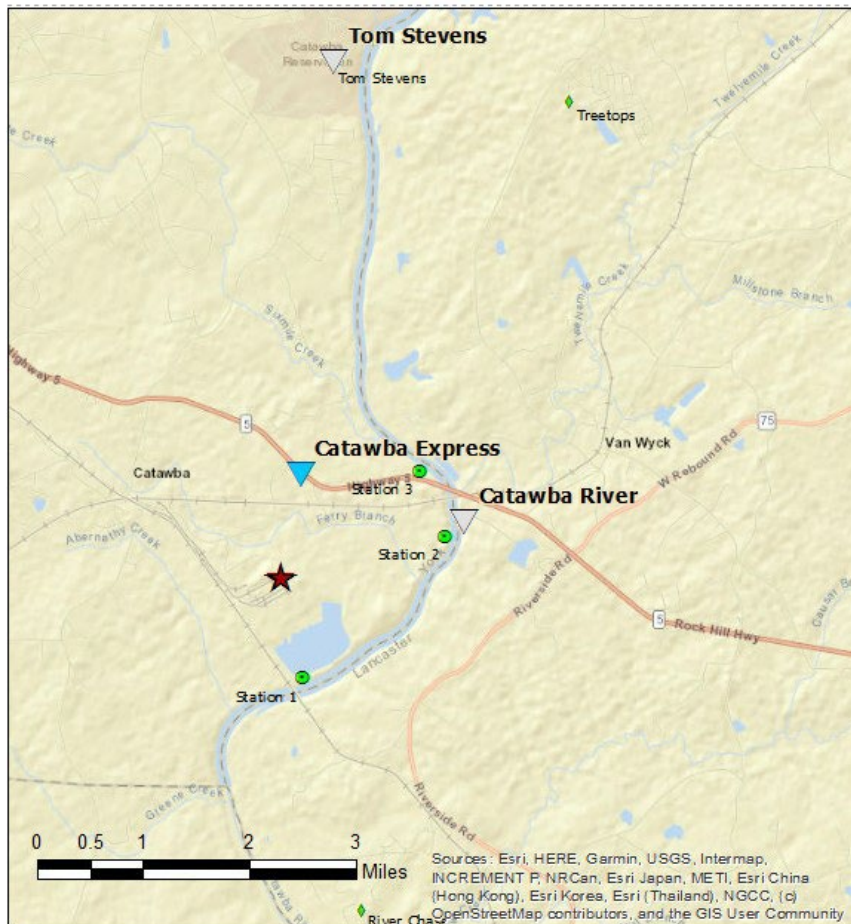 Tom Stevens
Catawba
Reservation
Tom Stevens
Treetops
Twelvemile Creek
Sixmile Creek
Twelvemile Creek
Millstone Branch
Highway 5
5
75
Catawba Express
Van Wyck
W Rebound Rd
Catawba
Highway 5
Station 3
Catawba River
Ferry Branch
Abernathy Creek
Station 2
York
Riverside Rd
5
Rock Hill Hwy
Lancaster
Station 1
Greene Creek
Riverside Rd
0 0.5 1 2 3
Miles
Sources: Esri, HERE, Garmin, USGS, Intermap,
INCREMENT P, NRCan, Esri Japan, METI, Esri China
(Hong Kong), Esri Korea, Esri (Thailand), NGCC, (c)
OpenStreetMap contributors, and the GIS User Community